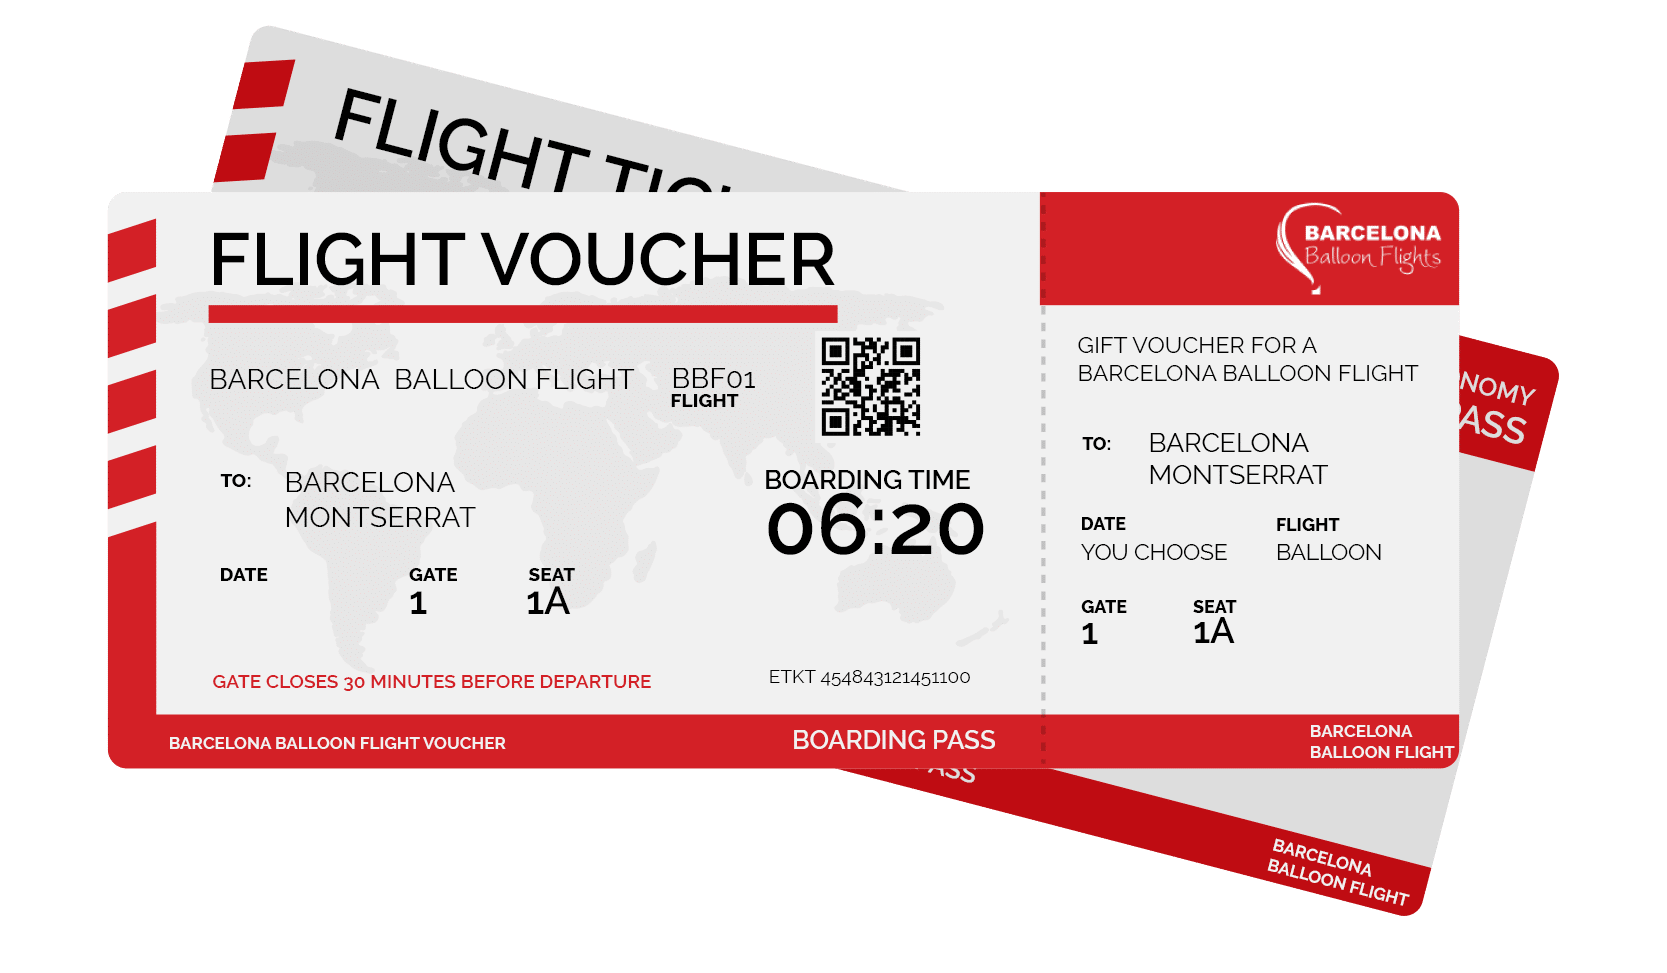 FLIGHT
FLIGHT VOUCHER
BARCELONA BALLOON FLIGHT
BBF01
FLIGHT
TO:
BARCELONA
MONTSERRAT
BOARDING TIME
06:20
DATE
GATE
1
SEAT
1A
GATE CLOSES 30 MINUTES BEFORE DEPARTURE
ETKT 454843121451100
BARCELONA BALLOON FLIGHT VOUCHER
BOARDING PASS
BARCELONA
Balloon Flights
GIFT VOUCHER FOR A
BARCELONA BALLOON FLIGHT
TO:
BARCELONA
MONTSERRAT
DATE
YOU CHOOSE
FLIGHT
BALLOON
GATE
1
SEAT
1A
BARCELONA
BALLOON FLIGHT
NOMY
PASS
PASS
BARCELONA
BALLOON FLIGHT